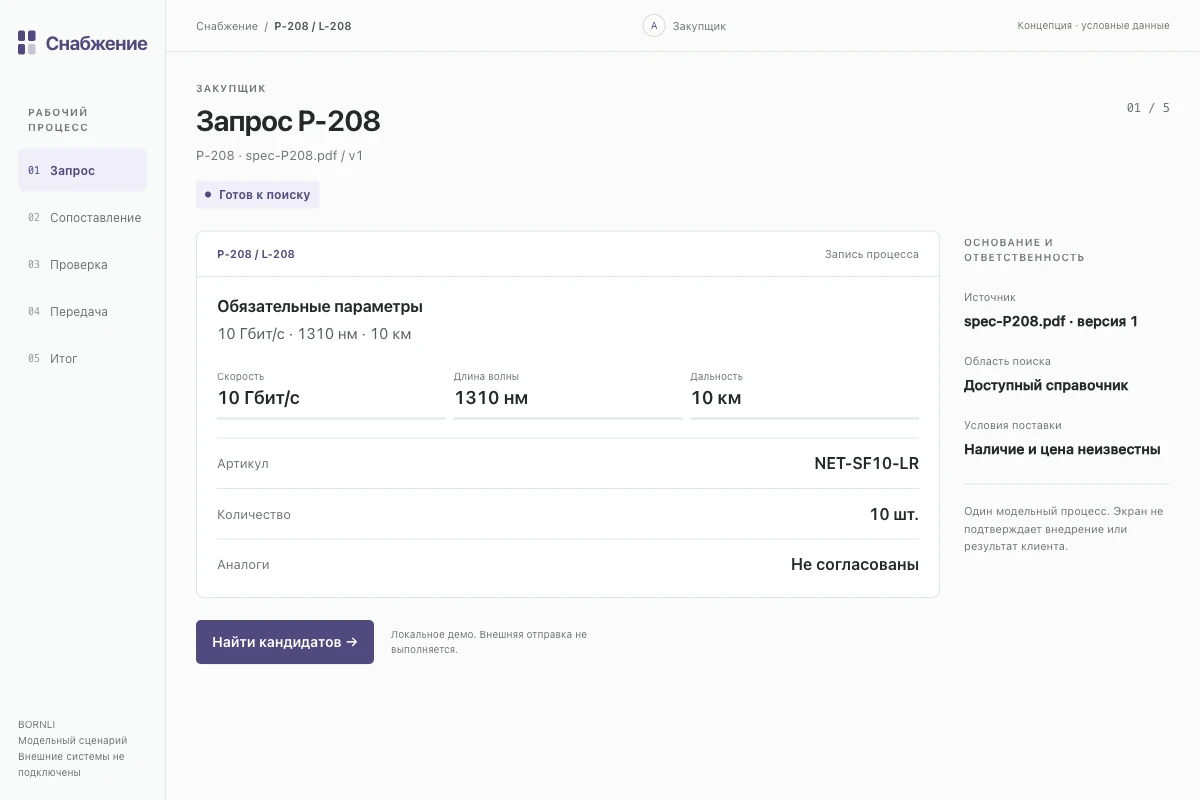 Снабжение
РАБОЧИЙ
ПРОЦЕСС
01 Запрос
02 Сопоставление
03 Проверка
04 Передача
05 Итог
BORNLI
Модельный сценарий
Внешние системы не
подключены
Снабжение / P-208 / L-208
A Закупщик
Концепция · условные данные
ЗАКУПЩИК
Запрос P-208
P-208 · spec-P208.pdf / v1
Готов к поиску
01 / 5
P-208 / L-208
Запись процесса
Обязательные параметры
10 Гбит/с · 1310 нм · 10 км
Скорость
10 Гбит/с
Длина волны
1310 нм
Дальность
10 км
Артикул
NET-SF10-LR
Количество
10 шт.
Аналоги
Не согласованы
Найти кандидатов →
Локальное демо. Внешняя отправка не
выполняется.
ОСНОВАНИЕ И
ОТВЕТСТВЕННОСТЬ
Источник
spec-P208.pdf · версия 1
Область поиска
Доступный справочник
Условия поставки
Наличие и цена неизвестны
Один модельный процесс. Экран не
подтверждает внедрение или
результат клиента.